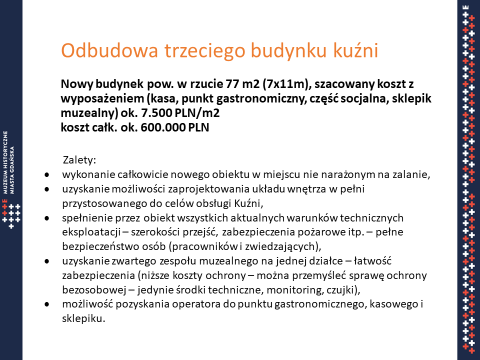 Odbudowa trzeciego budynku kuźni
Nowy budynek pow. w rzucie 77 m2 (7x11m), szacowany koszt z
wyposażeniem (kasa, punkt gastronomiczny, część socjalna, sklepik
muzealny) ok. 7.500 PLN/m2
koszt całk. ok. 600.000 PLN
Zalety:
• wykonanie całkowicie nowego obiektu w miejscu nie narażonym na zalanie,
• uzyskanie możliwości zaprojektowania układu wnętrza w pełni
przystosowanego do celów obsługi Kuźni,
• spełnienie przez obiekt wszystkich aktualnych warunków technicznych
eksploatacji – szerokości przejść, zabezpieczenia pożarowe itp. – pełne
bezpieczeństwo osób (pracowników i zwiedzających),
• uzyskanie zwartego zespołu muzealnego na jednej działce – łatwość
zabezpieczenia (niższe koszty ochrony – można przemyśleć sprawę ochrony
bezosobowej – jedynie środki techniczne, monitoring, czujki),
• możliwość pozyskania operatora do punktu gastronomicznego, kasowego i
sklepiku.
MUZEUM HISTORYCZNE
MIASTA GDAŃSKA